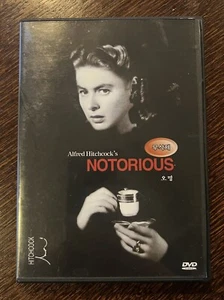 Alfred Hitchcock's
NOTORIOUS
오명
HITCHCOCK
DVD